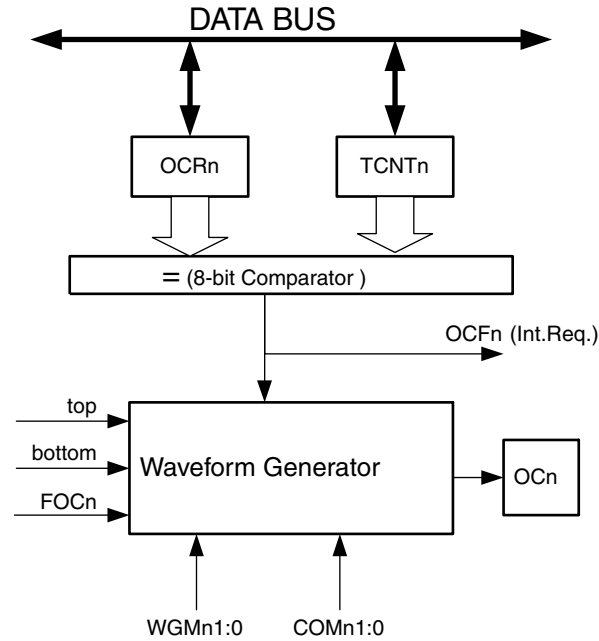 DATA BUS
OCRn
TCNTn
= (8-bit Comparator )
OCFn (Int.Req.)
top
bottom
FOCn
Waveform Generator
OCn
WGMn1:0
COMn1:0